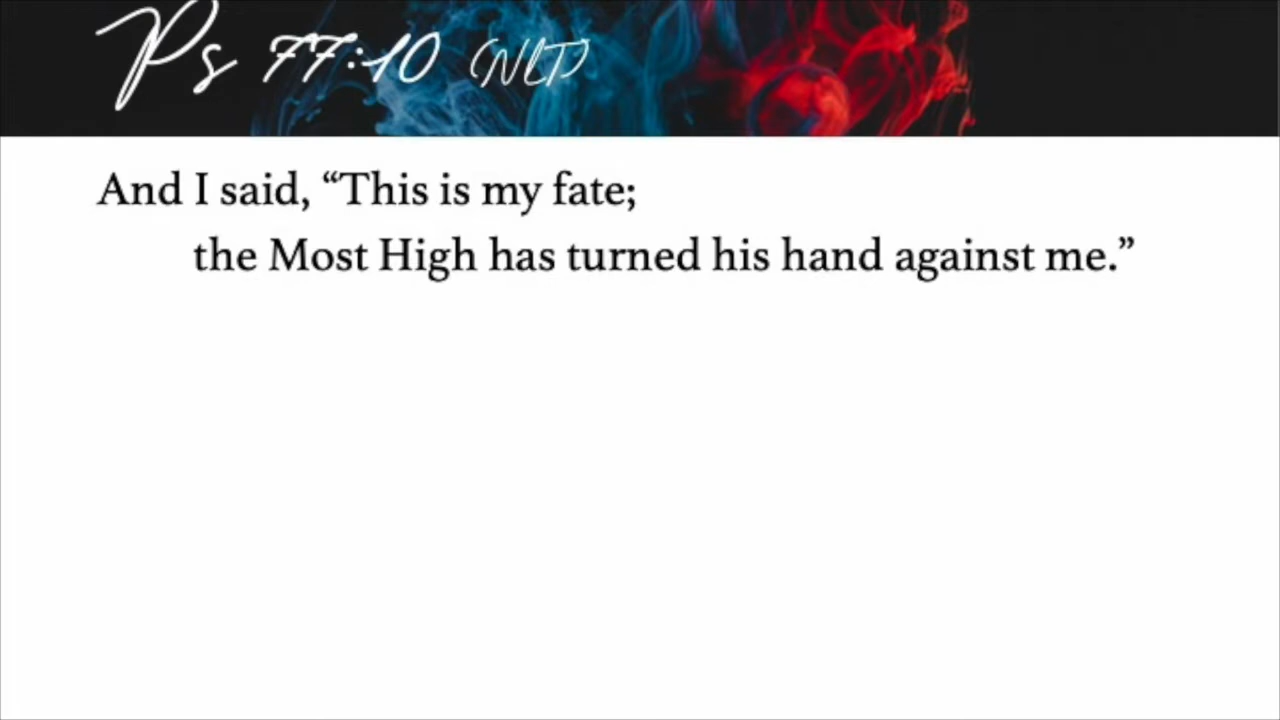 Ps 77:10 (NLT)
And I said, “This is my fate;
the Most High has turned his hand against me.”